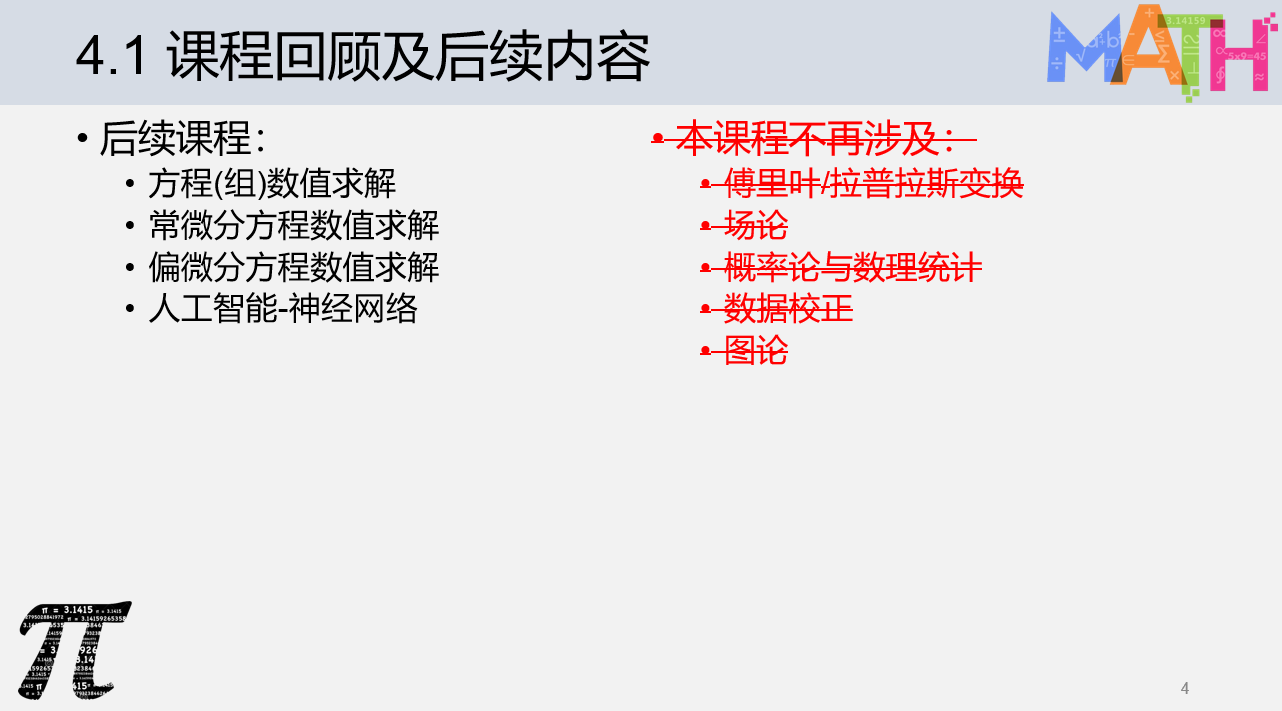 4.1 课程回顾及后续内容
MATH
• 后续课程：
• 方程(组)数值求解
• 常微分方程数值求解
• 偏微分方程数值求解
• 人工智能-神经网络
• 本课程不再涉及：
• 傅里叶/拉普拉斯变换
• 场论
• 概率论与数理统计
• 数据校正
• 图论
π = 3.1415
4